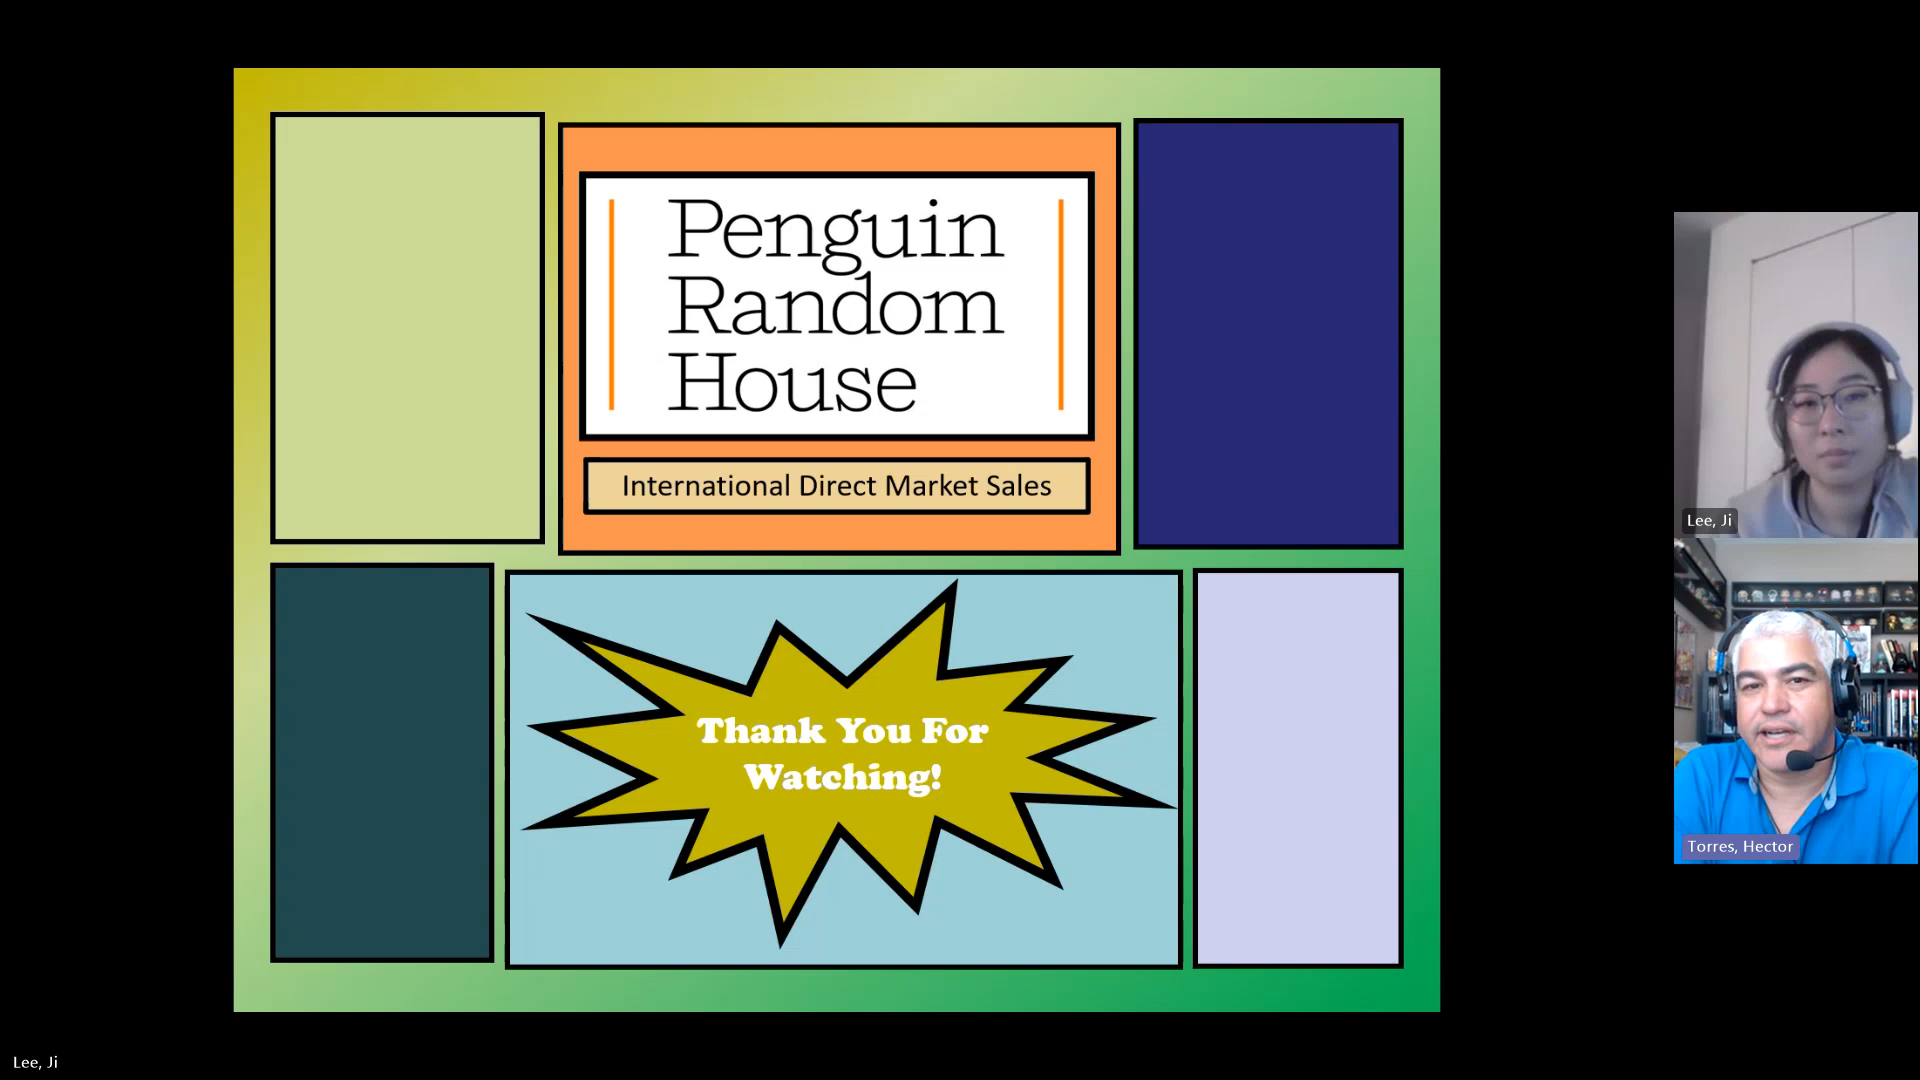 Penguin
Random
House
International Direct Market Sales
Thank You For
Watching!
Lee, Ji
Torres, Hector
Lee, Ji